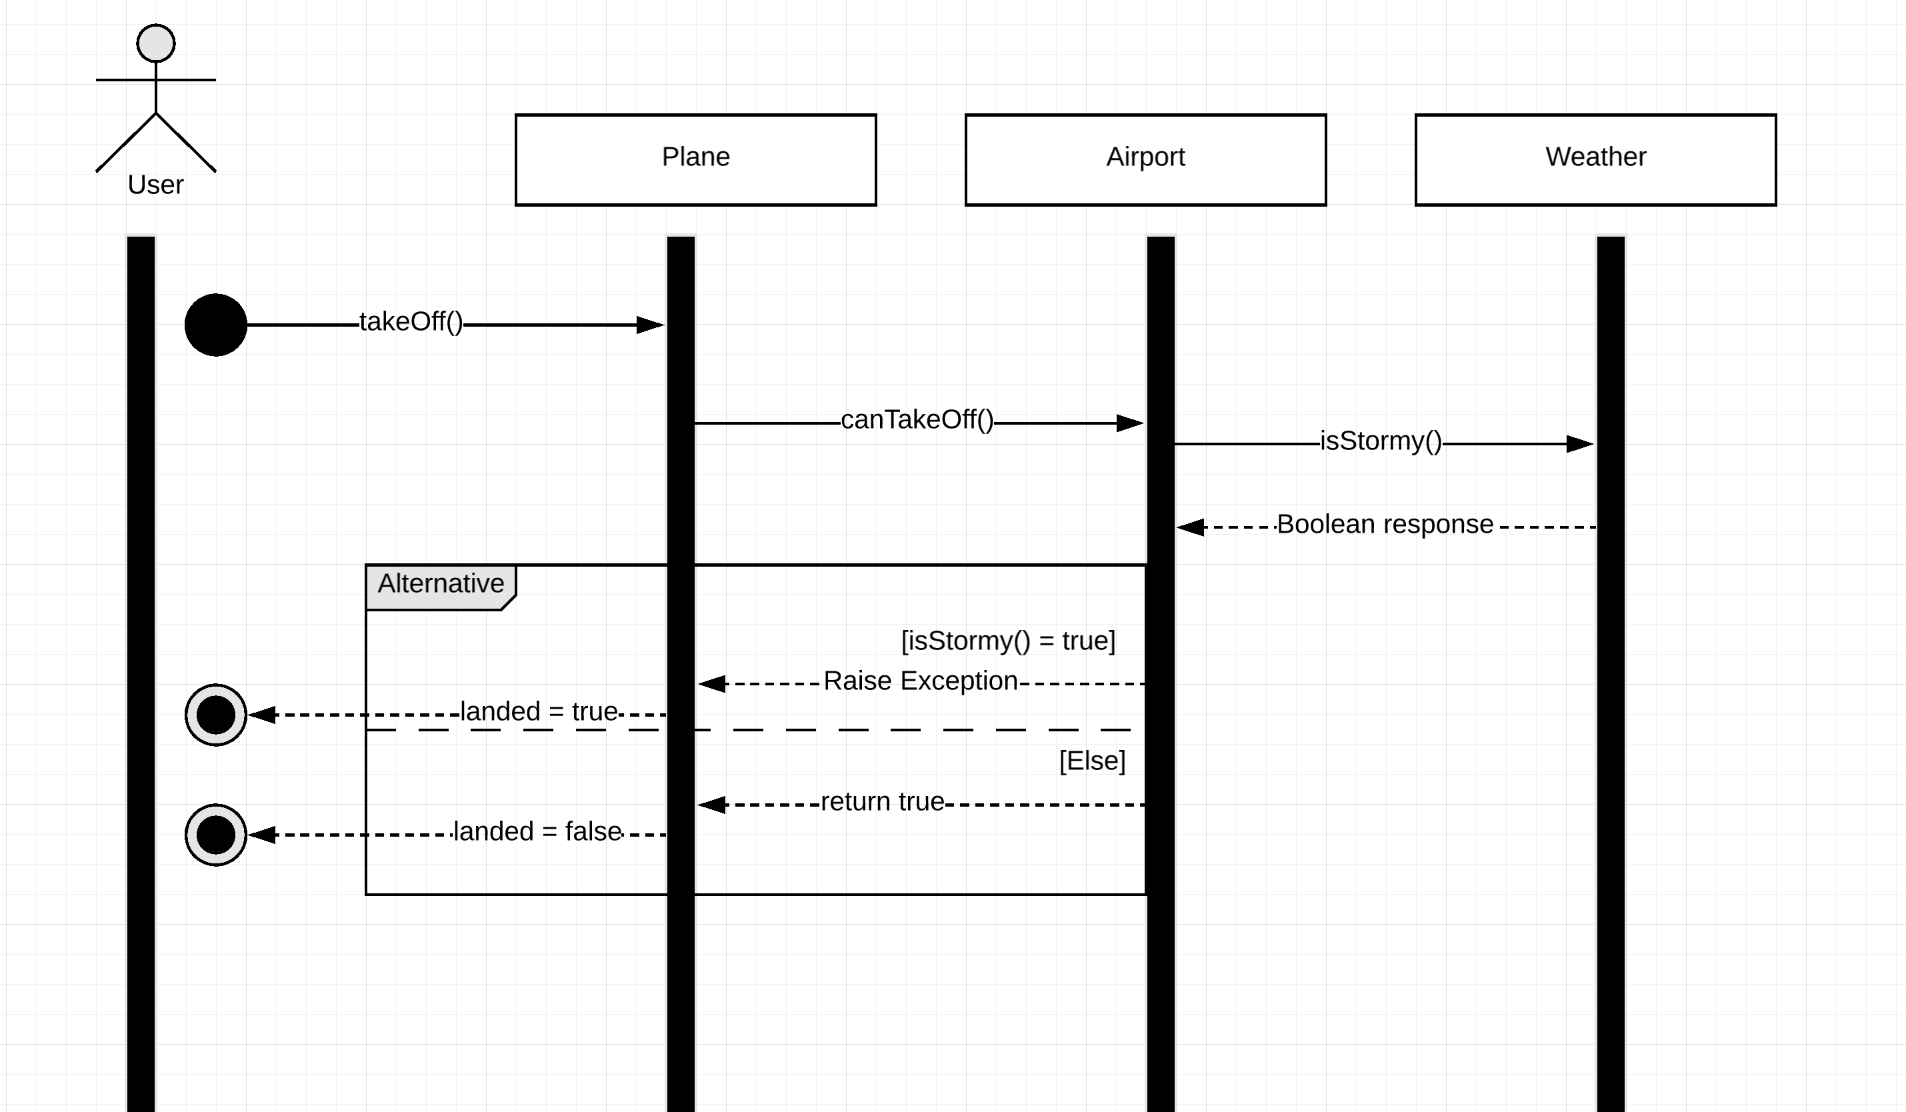 User
Plane
Airport
Weather
takeOff()
canTakeOff()
isStormy()
Boolean response
Alternative
[isStormy() = true]
Raise Exception
landed = true
[Else]
return true
landed = false